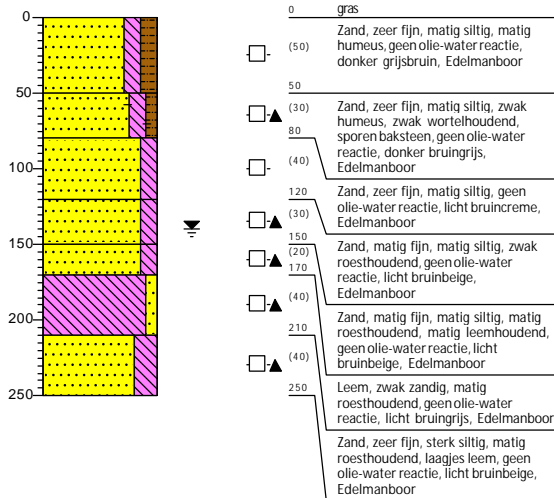 0
50
100
150
200
250
0
(50)
50
(30)
80
(40)
120
(30)
150
(20)
170
(40)
210
(40)
250
gras
Zand, zeer fijn, matig siltig, matig
humeus, geen olie-water reactie,
donker grijsbruin, Edelmanboor
Zand, zeer fijn, matig siltig, zwak
humeus, zwak wortelhoudend,
sporen baksteen, geen olie-water
reactie, donker bruingrijs,
Edelmanboor
Zand, zeer fijn, matig siltig, geen
olie-water reactie, licht bruincreme,
Edelmanboor
Zand, matig fijn, matig siltig, zwak
roesthoudend, geen olie-water
reactie, licht bruinbeige,
Edelmanboor
Zand, matig fijn, matig siltig, matig
roesthoudend, matig leemhoudend,
geen olie-water reactie, licht
bruinbeige, Edelmanboor
Leem, zwak zandig, matig
roesthoudend, geen olie-water
reactie, licht bruingrijs, Edelmanboor
Zand, zeer fijn, sterk siltig, matig
roesthoudend, laagjes leem, geen
olie-water reactie, licht bruinbeige,
Edelmanboor